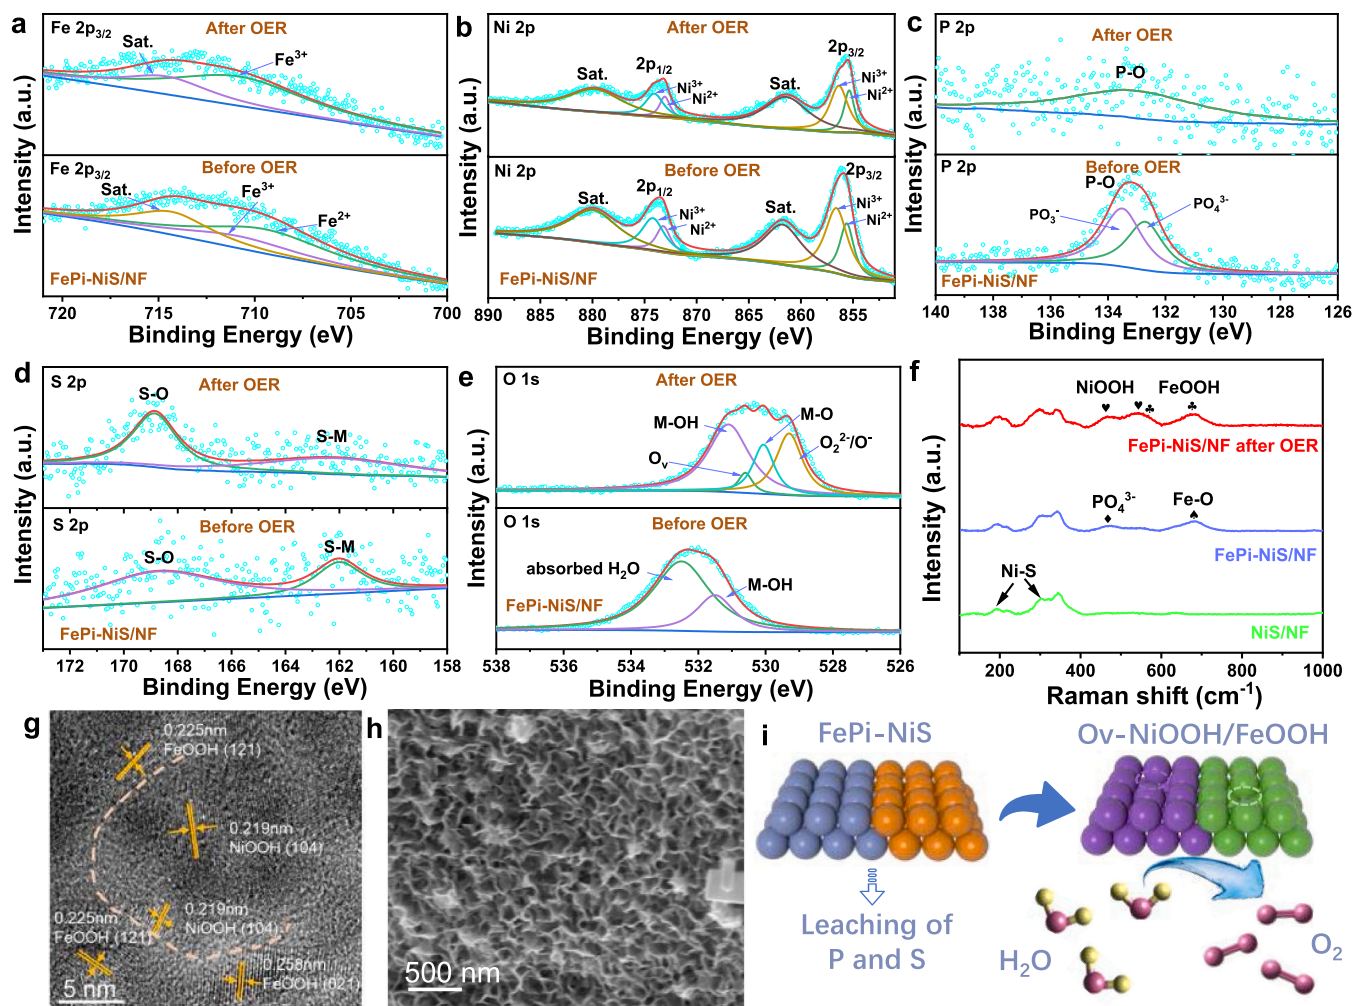 a
Fe 2p3/2
After OER
Sat.
Fe3+
Fe 2p3/2
Before OER
Sat.
Fe3+
Fe2+
FePi-NiS/NF
720 715 710 705 700
Binding Energy (eV)
Intensity (a.u.)
b
Ni 2p
After OER
2p3/2
2p1/2
Sat.
Ni3+
Ni2+
Sat.
Ni3+
Ni2+
Ni 2p
Before OER
2p3/2
2p1/2
Sat.
Ni3+
Ni2+
Sat.
Ni3+
Ni2+
FePi-NiS/NF
890 885 880 875 870 865 860 855
Binding Energy (eV)
Intensity (a.u.)
c
P 2p
After OER
P-O
P 2p
Before OER
P-O
PO3-
PO43-
FePi-NiS/NF
140 138 136 134 132 130 128 126
Binding Energy (eV)
Intensity (a.u.)
d
S 2p
After OER
S-O
S-M
S 2p
Before OER
S-O
S-M
FePi-NiS/NF
172 170 168 166 164 162 160 158
Binding Energy (eV)
Intensity (a.u.)
e
O 1s
After OER
M-OH
M-O
Ov
O22-/O-
O 1s
Before OER
absorbed H2O
M-OH
FePi-NiS/NF
538 536 534 532 530 528 526
Binding Energy (eV)
Intensity (a.u.)
f
NiOOH FeOOH
♥ ♥ ♣ ♣
FePi-NiS/NF after OER
PO43- Fe-O
♦ ♠
FePi-NiS/NF
Ni-S
NiS/NF
200 400 600 800 1000
Raman shift (cm-1)
Intensity (a.u.)
g
0.225nm
FeOOH (121)
0.219nm
NiOOH (104)
0.225nm
FeOOH (121)
0.219nm
NiOOH (104)
0.258nm
FeOOH (021)
5 nm
h
500 nm
i
FePi-NiS
Ov-NiOOH/FeOOH
Leaching of
P and S
H2O
O2